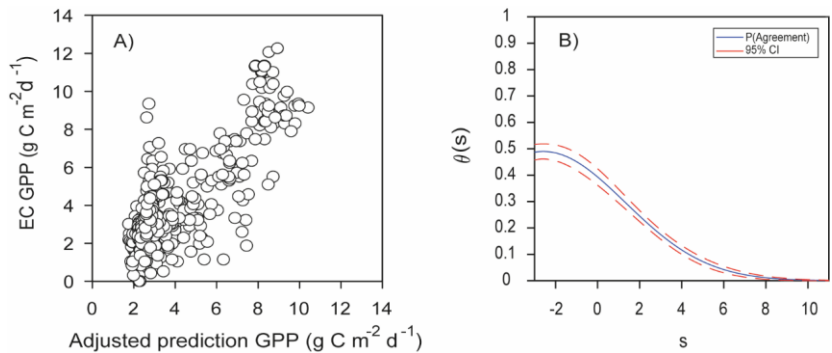 A)
EC GPP (g C m⁻²d⁻¹)
14
12
10
8
6
4
2
0
0 2 4 6 8 10 12 14
Adjusted prediction GPP (g C m⁻² d⁻¹)
B)
P(Agreement)
95% CI
θ(s)
1
0.9
0.8
0.7
0.6
0.5
0.4
0.3
0.2
0.1
0
-2 0 2 4 6 8 10
s